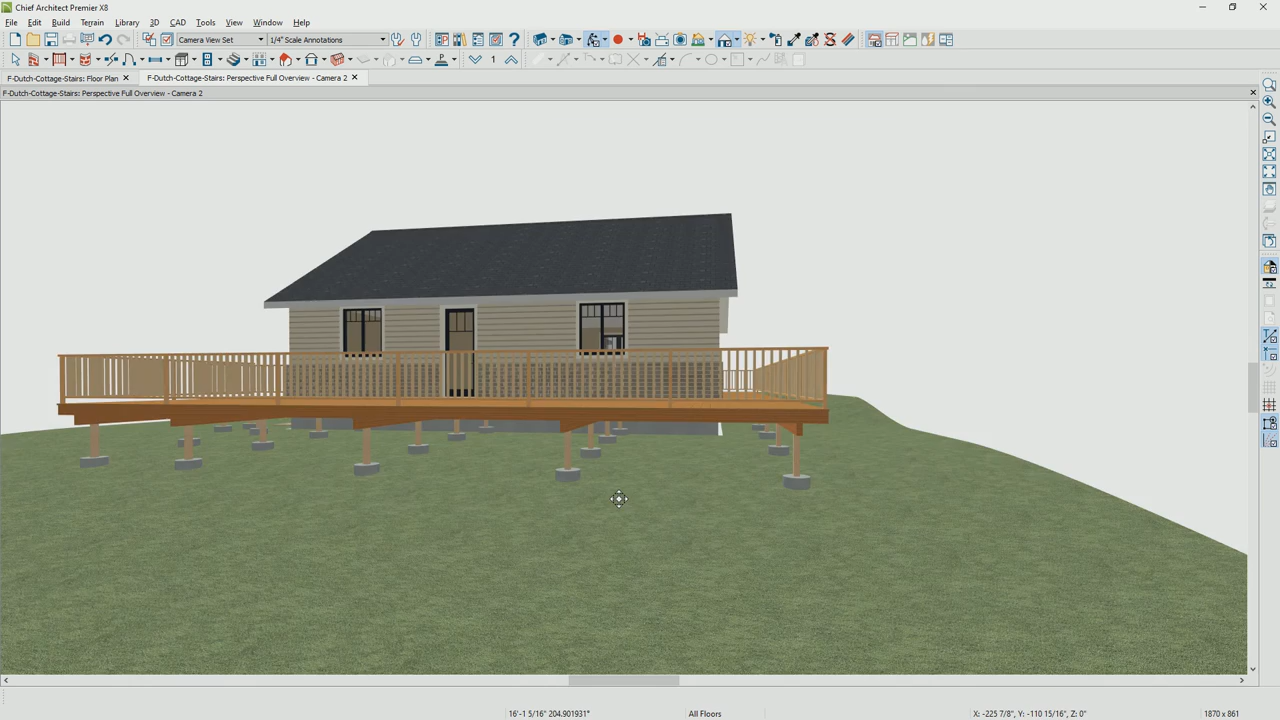 Chief Architect Premier X8
File Edit Build Terrain Library 3D CAD Tools View Window Help
Camera View Set 1/4" Scale Annotations
1
F-Dutch-Cottage-Stairs: Floor Plan F-Dutch-Cottage-Stairs: Perspective Full Overview - Camera 2
F-Dutch-Cottage-Stairs: Perspective Full Overview - Camera 2
16'-1 5/16" 204.901931° All Floors X: -225 7/8", Y: -110 15/16", Z: 0" 1870 x 861